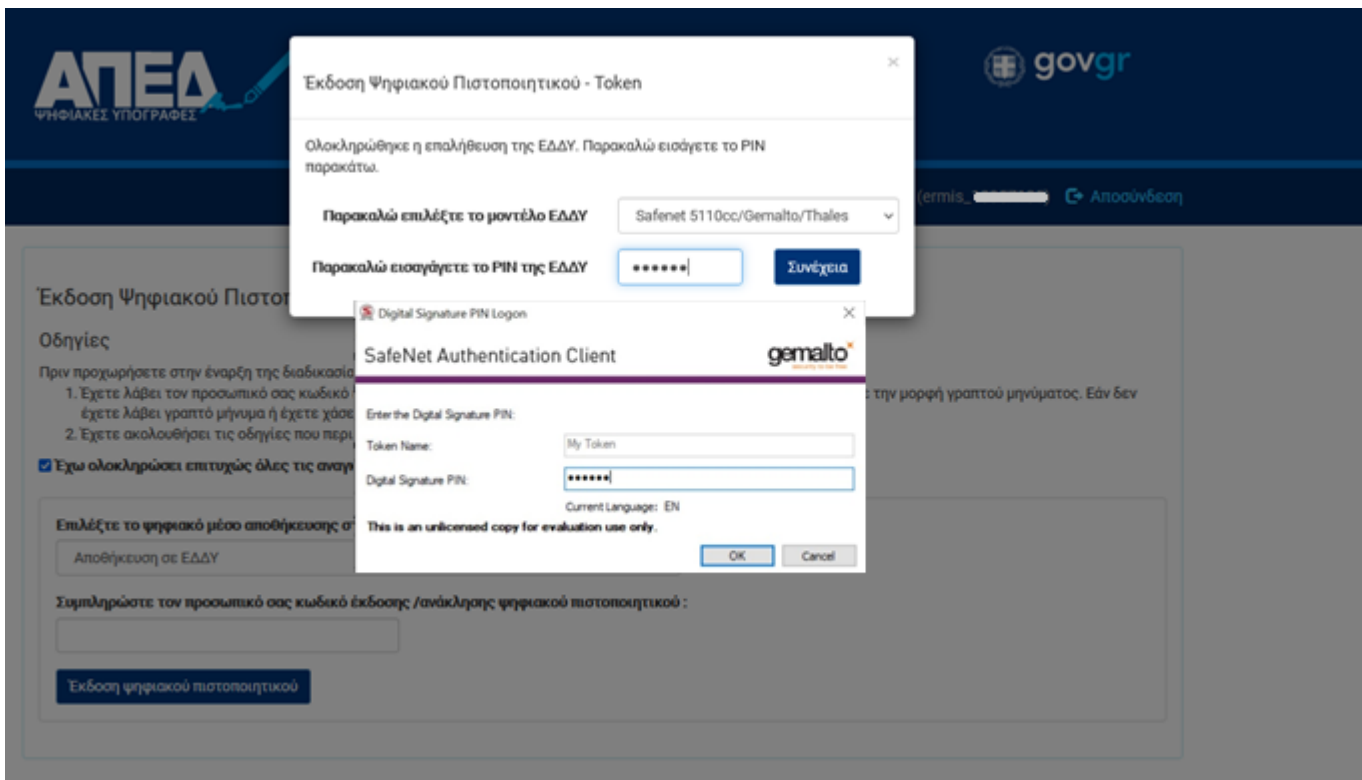 ΑΠΕΔ
ΨΗΦΙΑΚΕΣ ΥΠΟΓΡΑΦΕΣ
govgr
Έκδοση Ψηφιακού Πιστοποιητικού - Token
×
Ολοκληρώθηκε η επαλήθευση της ΕΔΔΥ. Παρακαλώ εισάγετε το PIN
παρακάτω.
Παρακαλώ επιλέξτε το μοντέλο ΕΔΔΥ Safenet 5110cc/Gemalto/Thales
(ermis_ Αποσύνδεση
Παρακαλώ εισαγάγετε το PIN της ΕΔΔΥ •••••• Συνέχεια
Έκδοση Ψηφιακού
Οδηγίες
Πριν προχωρήσετε στην έναρξη της
1. Έχετε λάβει τον προσωπικό σας κωδικό την μορφή γραπτού μηνύματος. Εάν δεν
έχετε λάβει γραπτό μήνυμα ή έχετε
2. Έχετε ακολουθήσει τις οδηγίες που
Έχω ολοκληρώσει επιτυχώς όλες τις
Digital Signature PIN Logon
SafeNet Authentication Client gemalto
security to be free
Enter the Digital Signature PIN:
Token Name: My Token
Digital Signature PIN: ••••••
Current Language: EN
This is an unlicensed copy for evaluation use only.
OK Cancel
Επιλέξτε το ψηφιακό μέσο αποθήκευσης
Αποθήκευση σε ΕΔΔΥ
Συμπληρώστε τον προσωπικό σας κωδικό έκδοσης /ανάκλησης ψηφιακού πιστοποιητικού :
Έκδοση ψηφιακού πιστοποιητικού